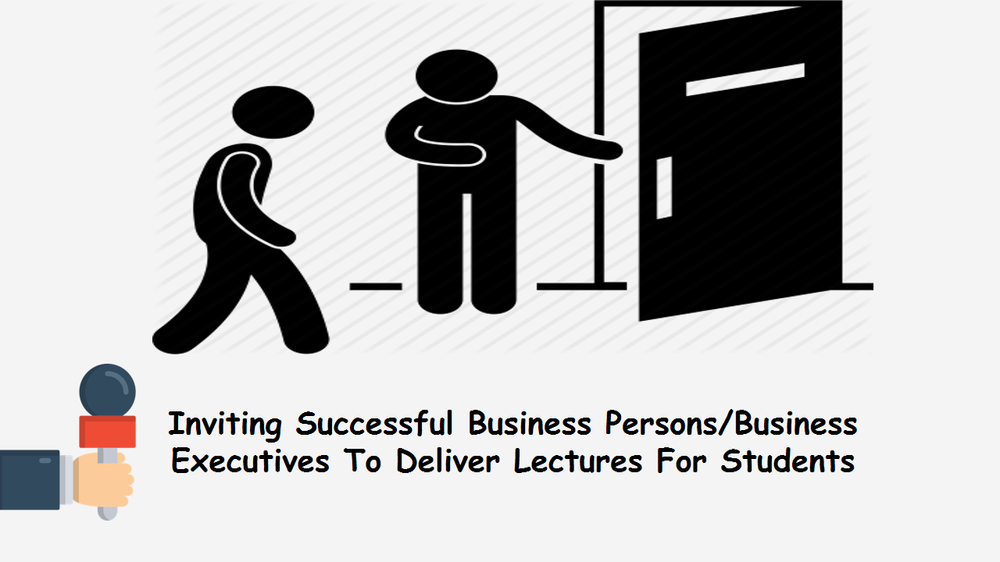 Inviting Successful Business Persons/Business
Executives To Deliver Lectures For Students